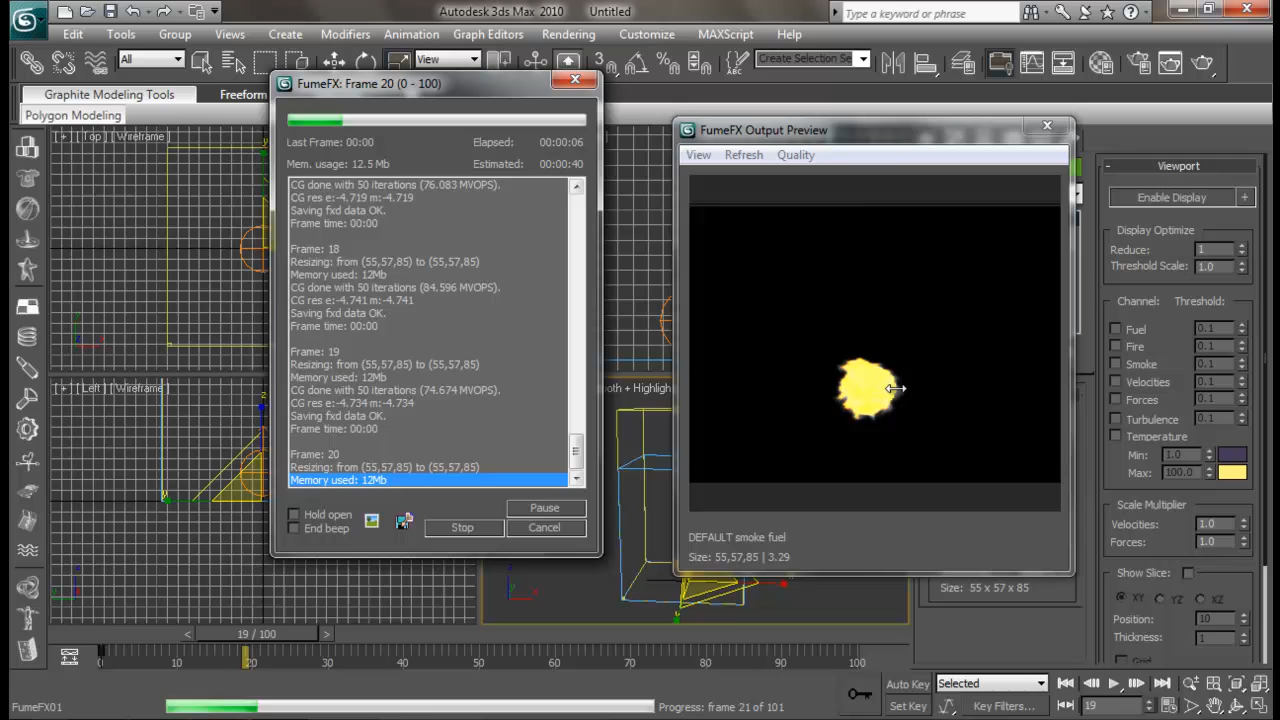 Autodesk 3ds Max 2010 Untitled
Type a keyword or phrase
Edit Tools Group Views Create Modifiers Animation Graph Editors Rendering Customize MAXScript Help
All
View
Create Selection Se
Graphite Modeling Tools Freeform
Polygon Modeling
[ + ] [ Top ] [ Wireframe ]
[ + ] [ Left ] [ Wireframe ]
ooth + Highligh
FumeFX: Frame 20 (0 - 100)
Last Frame: 00:00 Elapsed: 00:00:06
Mem. usage: 12.5 Mb Estimated: 00:00:40
CG done with 50 iterations (76.083 MVOPS).
CG res e:-4.719 m:-4.719
Saving fxd data OK.
Frame time: 00:00
Frame: 18
Resizing: from (55,57,85) to (55,57,85)
Memory used: 12Mb
CG done with 50 iterations (84.596 MVOPS).
CG res e:-4.741 m:-4.741
Saving fxd data OK.
Frame time: 00:00
Frame: 19
Resizing: from (55,57,85) to (55,57,85)
Memory used: 12Mb
CG done with 50 iterations (74.674 MVOPS).
CG res e:-4.734 m:-4.734
Saving fxd data OK.
Frame time: 00:00
Frame: 20
Resizing: from (55,57,85) to (55,57,85)
Memory used: 12Mb
Hold open
End beep
Pause
Stop Cancel
FumeFX Output Preview
View Refresh Quality
DEFAULT smoke fuel
Size: 55,57,85 | 3.29
Size: 55 x 57 x 85
Viewport
Enable Display +
Display Optimize
Reduce: 1
Threshold Scale: 1.0
Channel: Threshold:
Fuel 0.1
Fire 0.1
Smoke 0.1
Velocities 0.1
Forces 0.1
Turbulence 0.1
Temperature
Min: 1.0
Max: 100.0
Scale Multiplier
Velocities: 1.0
Forces: 1.0
Show Slice:
XY YZ XZ
Position: 10
Thickness: 1
< 19 / 100 >
0 10 20 30 40 50 60 70 80 90 100
FumeFX01
Progress: frame 21 of 101
Auto Key Selected
Set Key Key Filters... 19